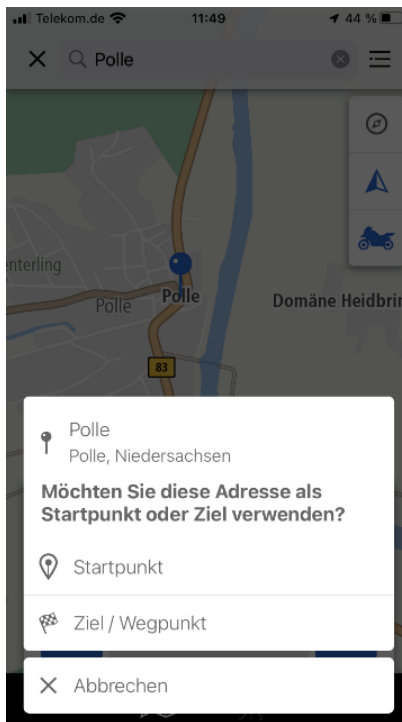 Telekom.de 11:49 44 %
Polle
enterling
Polle
Polle
Domäne Heidbrin
83
Polle
Polle, Niedersachsen
Möchten Sie diese Adresse als
Startpunkt oder Ziel verwenden?
Startpunkt
Ziel / Wegpunkt
Abbrechen